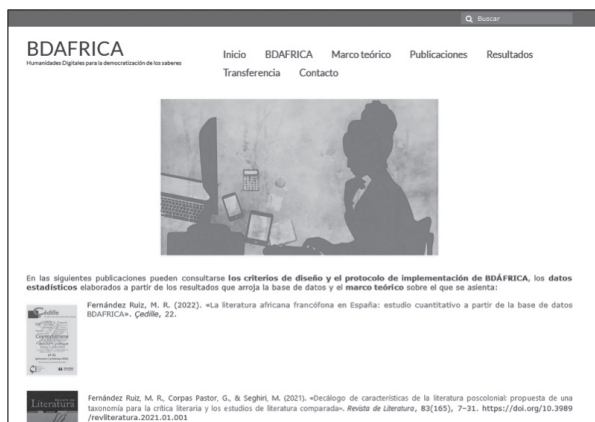 Buscar
BDAFRICA
Humanidades Digitales para la democratización de los saberes
Inicio BDAFRICA Marco teórico Publicaciones Resultados
Transferencia Contacto
En las siguientes publicaciones pueden consultarse los criterios de diseño y el protocolo de implementación de BDÁFRICA, los datos
estadísticos elaborados a partir de los resultados que arroja la base de datos y el marco teórico sobre el que se asienta:
Fernández Ruiz, M. R. (2022). «La literatura africana francófona en España: estudio cuantitativo a partir de la base de datos
BDAFRICA». Çedille, 22.
Çedille
Fernández Ruiz, M. R., Corpas Pastor, G., & Seghiri, M. (2021). «Decálogo de características de la literatura poscolonial: propuesta de una
taxonomía para la crítica literaria y los estudios de literatura comparada». Revista de Literatura, 83(165), 7–31. https://doi.org/10.3989
/revliteratura.2021.01.001
Literatura